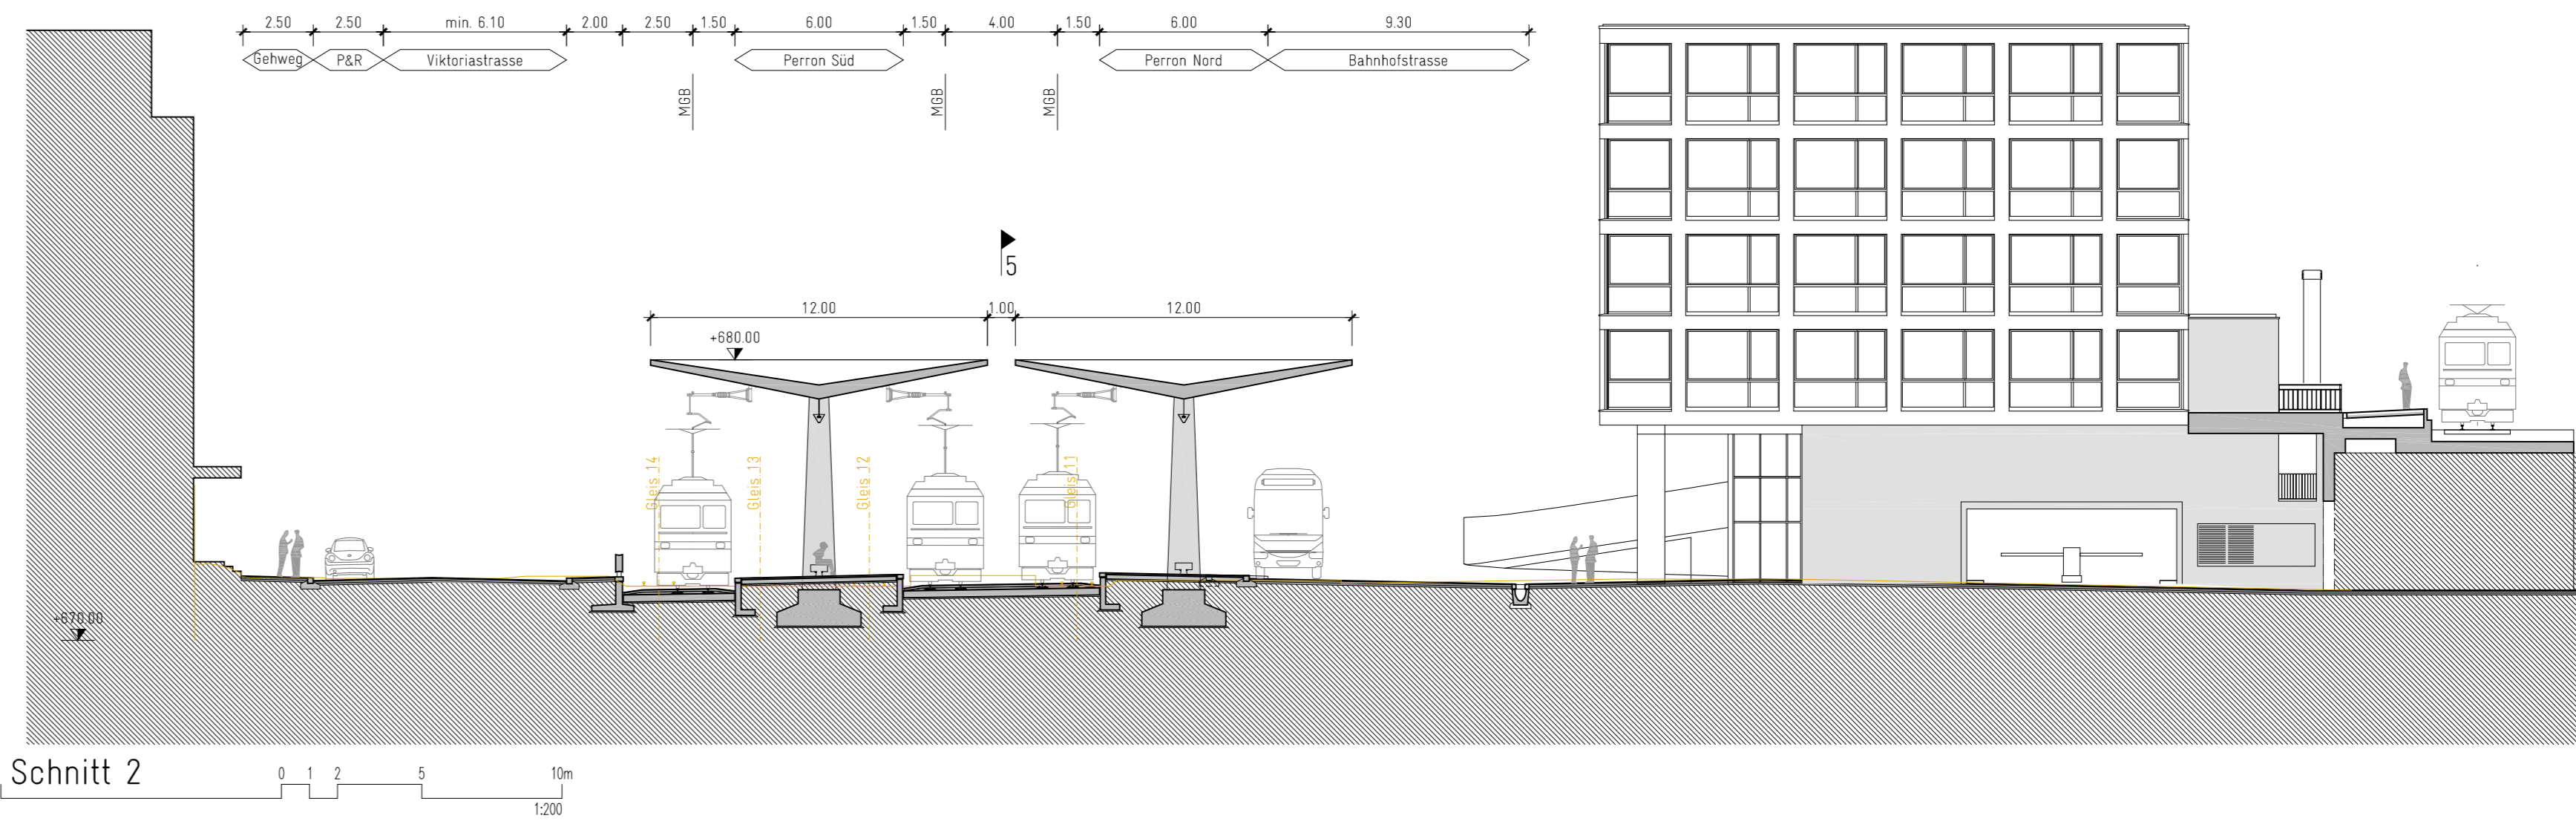 2.50 2.50 min. 6.10 2.00 2.50 1.50 6.00 1.50 4.00 1.50 6.00 9.30
Gehweg P&R Viktoriastrasse Perron Süd Perron Nord Bahnhofstrasse
MGB MGB MGB
5
12.00 1.00 12.00
+680.00
Gleis 14 Gleis 13 Gleis 12 Gleis 11
+670.00
Schnitt 2
0 1 2 5 10m
1:200